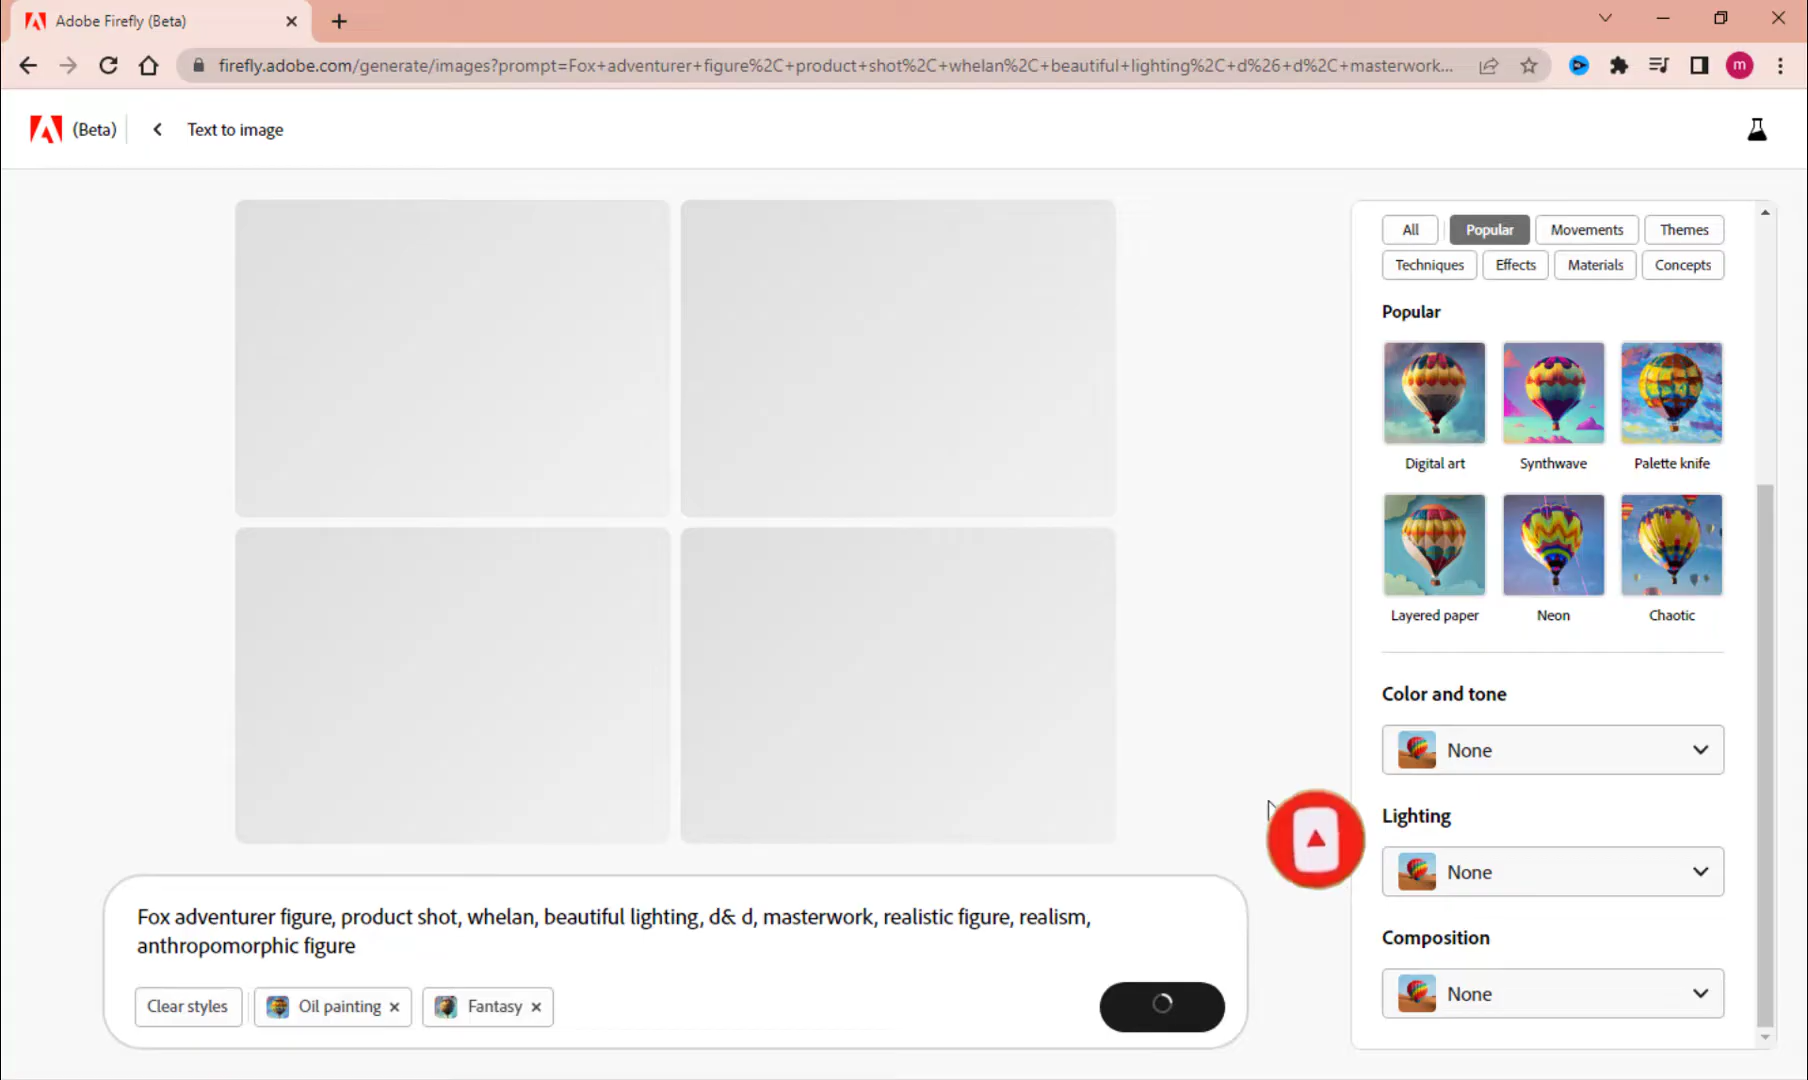 Adobe Firefly (Beta)
firefly.adobe.com/generate/images?prompt=Fox+adventurer+figure%2C+product+shot%2C+whelan%2C+beautiful+lighting%2C+d%26+d%2C+masterwork...
m
(Beta)
Text to image
All
Popular
Movements
Themes
Techniques
Effects
Materials
Concepts
Popular
Digital art
Synthwave
Palette knife
Layered paper
Neon
Chaotic
Color and tone
None
Lighting
None
Composition
None
Fox adventurer figure, product shot, whelan, beautiful lighting, d& d, masterwork, realistic figure, realism,
anthropomorphic figure
Clear styles
Oil painting
Fantasy